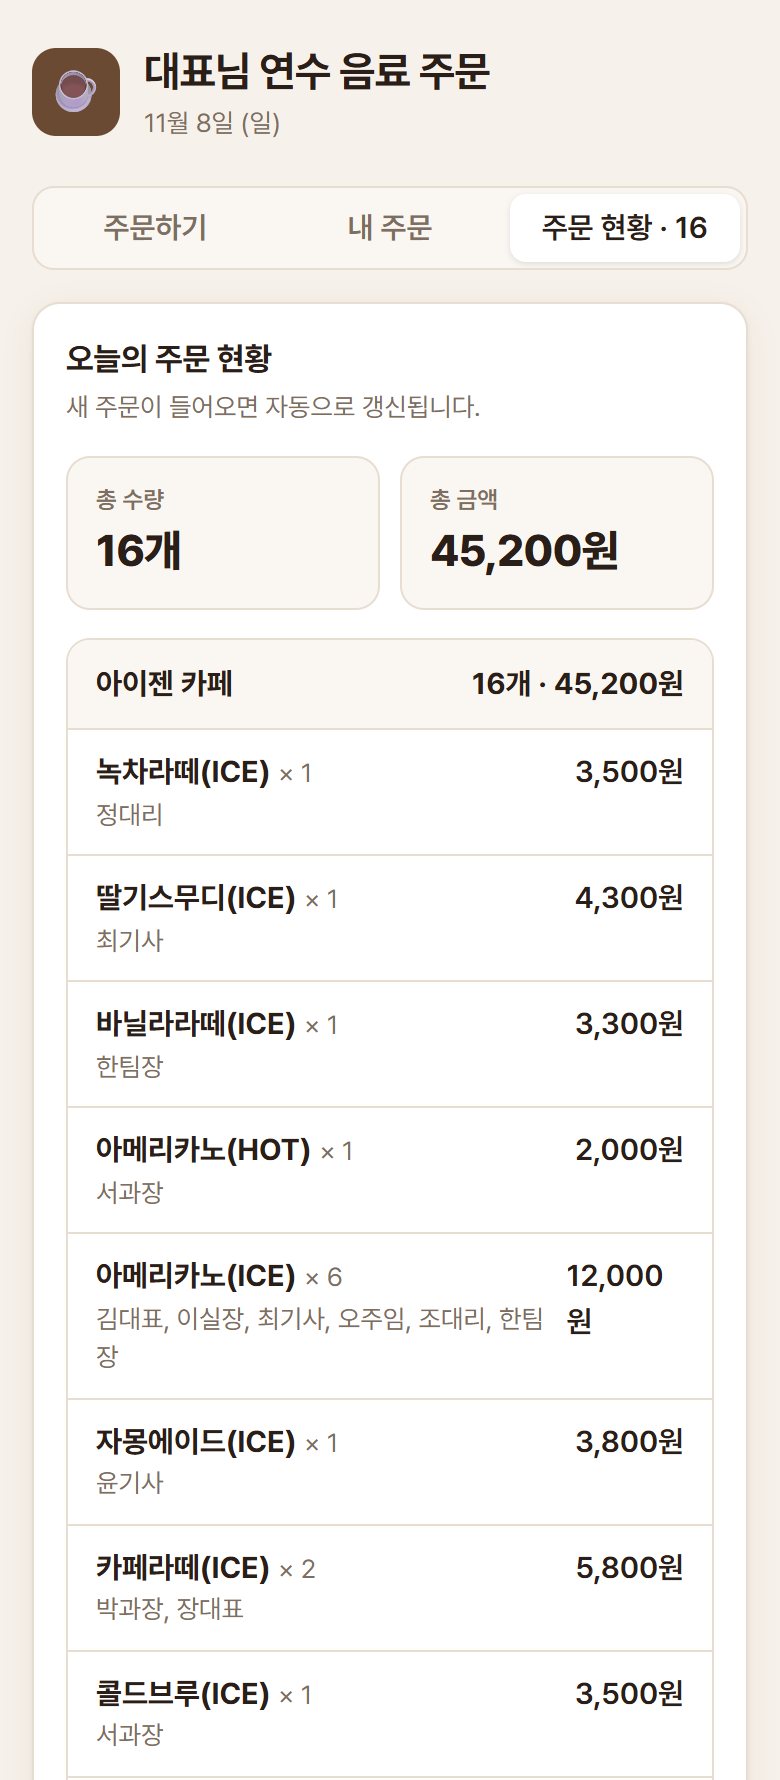 대표님 연수 음료 주문
11월 8일 (일)
주문하기 내 주문 주문 현황 · 16
오늘의 주문 현황
새 주문이 들어오면 자동으로 갱신됩니다.
총 수량 총 금액
16개 45,200원
아이젠 카페 16개 · 45,200원
녹차라떼(ICE) × 1 3,500원
정대리
딸기스무디(ICE) × 1 4,300원
최기사
바닐라라떼(ICE) × 1 3,300원
한팀장
아메리카노(HOT) × 1 2,000원
서과장
아메리카노(ICE) × 6 12,000
원
김대표, 이실장, 최기사, 오주임, 조대리, 한팀
장
자몽에이드(ICE) × 1 3,800원
윤기사
카페라떼(ICE) × 2 5,800원
박과장, 장대표
콜드브루(ICE) × 1 3,500원
서과장